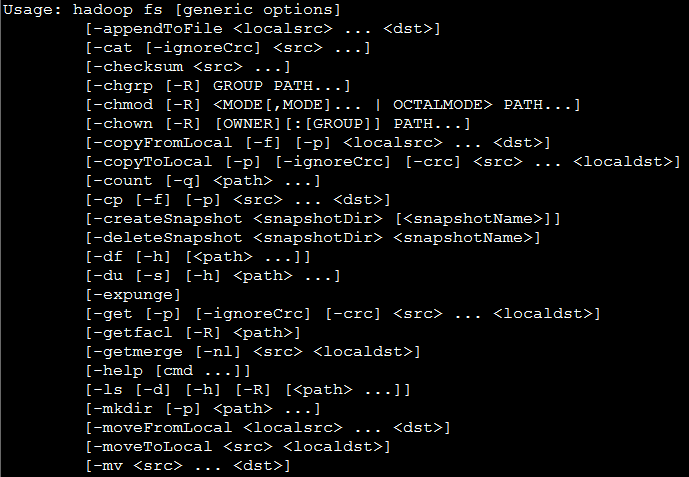 Usage: hadoop fs [generic options]
[-appendToFile <localsrc> ... <dst>]
[-cat [-ignoreCrc] <src> ...]
[-checksum <src> ...]
[-chgrp [-R] GROUP PATH...]
[-chmod [-R] <MODE[,MODE]... | OCTALMODE> PATH...]
[-chown [-R] [OWNER][:[GROUP]] PATH...]
[-copyFromLocal [-f] [-p] <localsrc> ... <dst>]
[-copyToLocal [-p] [-ignoreCrc] [-crc] <src> ... <localdst>]
[-count [-q] <path> ...]
[-cp [-f] [-p] <src> ... <dst>]
[-createSnapshot <snapshotDir> [<snapshotName>]]
[-deleteSnapshot <snapshotDir> <snapshotName>]
[-df [-h] [<path> ...]]
[-du [-s] [-h] <path> ...]
[-expunge]
[-get [-p] [-ignoreCrc] [-crc] <src> ... <localdst>]
[-getfacl [-R] <path>]
[-getmerge [-nl] <src> <localdst>]
[-help [cmd ...]]
[-ls [-d] [-h] [-R] [<path> ...]]
[-mkdir [-p] <path> ...]
[-moveFromLocal <localsrc> ... <dst>]
[-moveToLocal <src> <localdst>]
[-mv <src> ... <dst>]